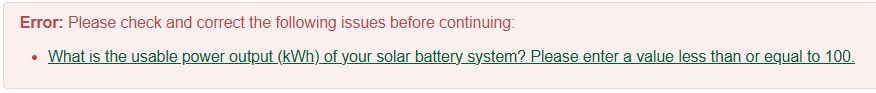 Error: Please check and correct the following issues before continuing:
• What is the usable power output (kWh) of your solar battery system? Please enter a value less than or equal to 100.